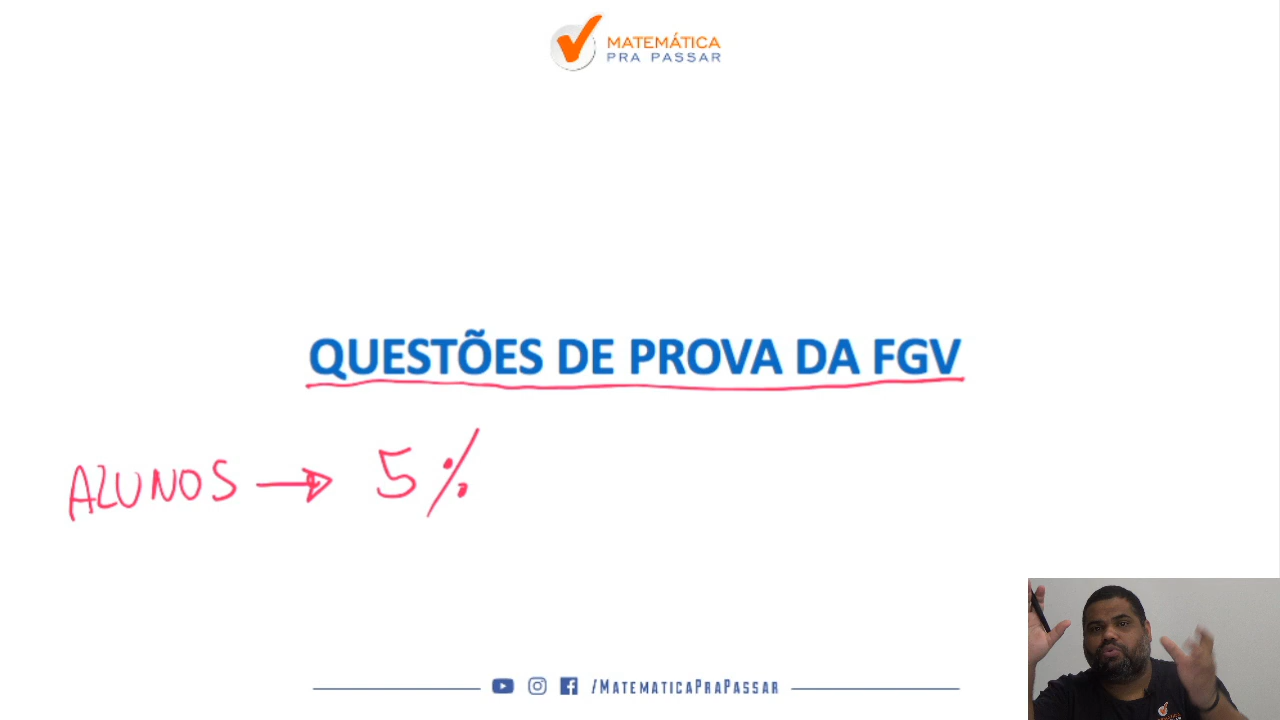 MATEMÁTICA
PRA PASSAR
QUESTÕES DE PROVA DA FGV
ALUNOS → 5%
/MATEMATICAPRAPASSAR